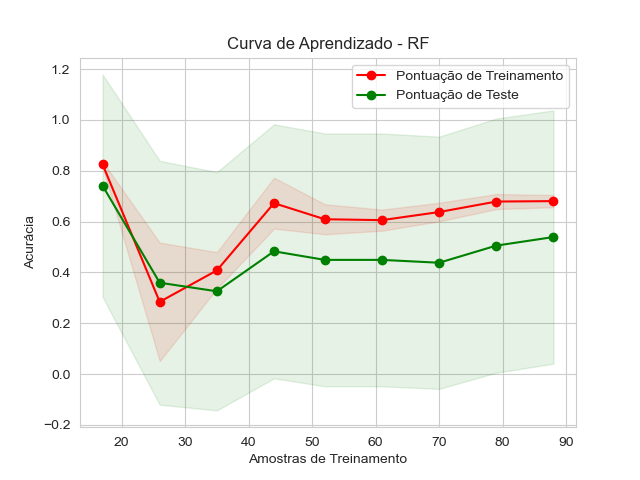 Curva de Aprendizado - RF
Pontuação de Treinamento
Pontuação de Teste
Acurácia
1.2
1.0
0.8
0.6
0.4
0.2
0.0
−0.2
20 30 40 50 60 70 80 90
Amostras de Treinamento